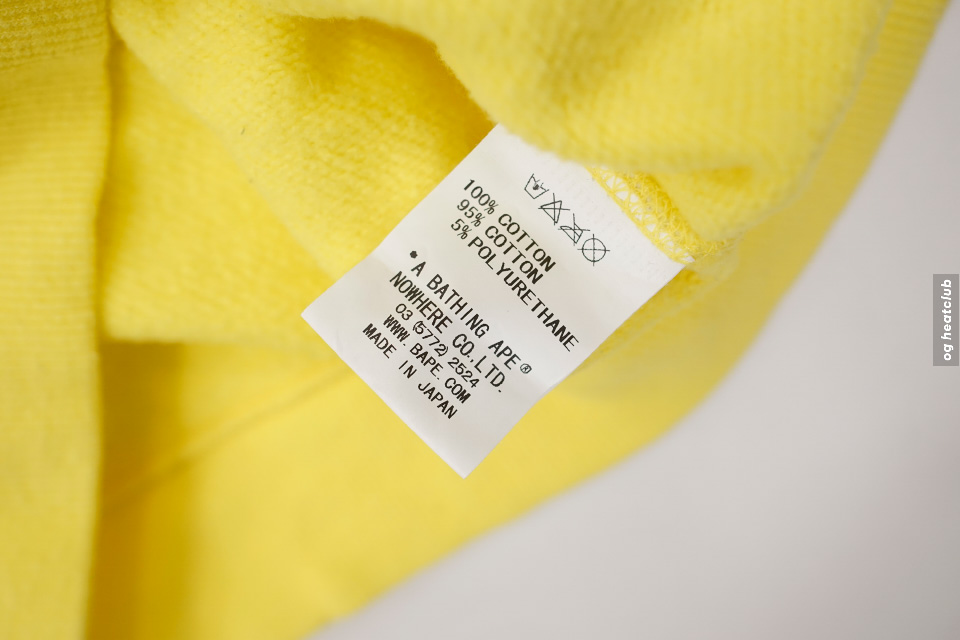 100% COTTON
95% COTTON
5% POLYURETHANE
•A BATHING APE®
NOWHERE CO.,LTD.
03 (5772) 2524
WWW.BAPE.COM
MADE IN JAPAN
og heatclub